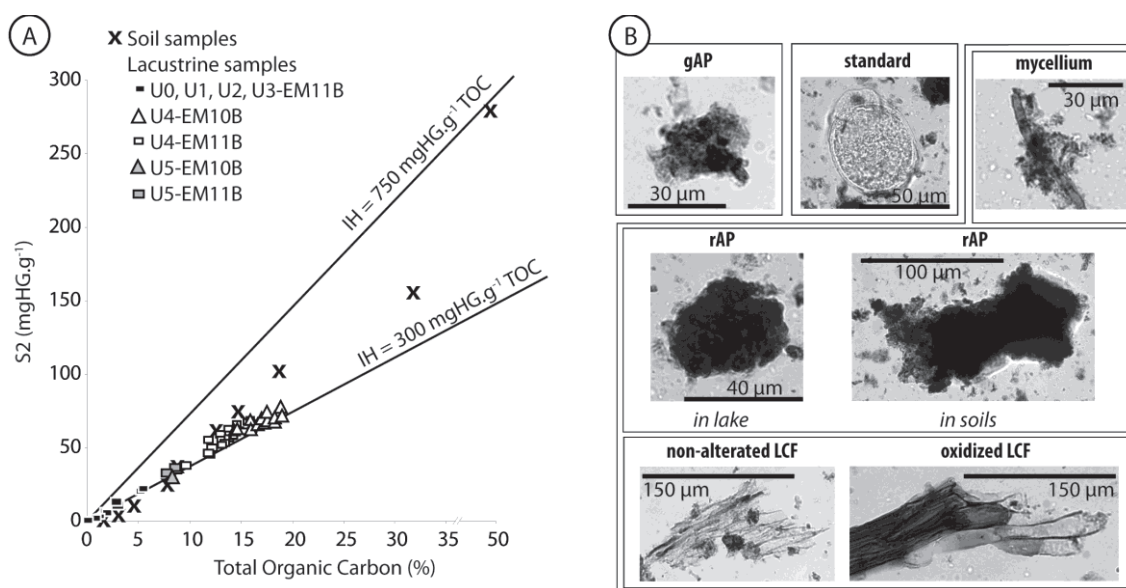 A
X Soil samples
Lacustrine samples
U0, U1, U2, U3-EM11B
U4-EM10B
U4-EM11B
U5-EM10B
U5-EM11B
300
250
200
150
100
50
0
S2 (mgHG.g⁻¹)
IH = 750 mgHG.g⁻¹ TOC
IH = 300 mgHG.g⁻¹ TOC
0 5 10 15 20 25 30 35 50
Total Organic Carbon (%)
B
gAP
30 µm
standard
50 µm
mycellium
30 µm
rAP
40 µm
in lake
rAP
100 µm
in soils
non-alterated LCF
150 µm
oxidized LCF
150 µm